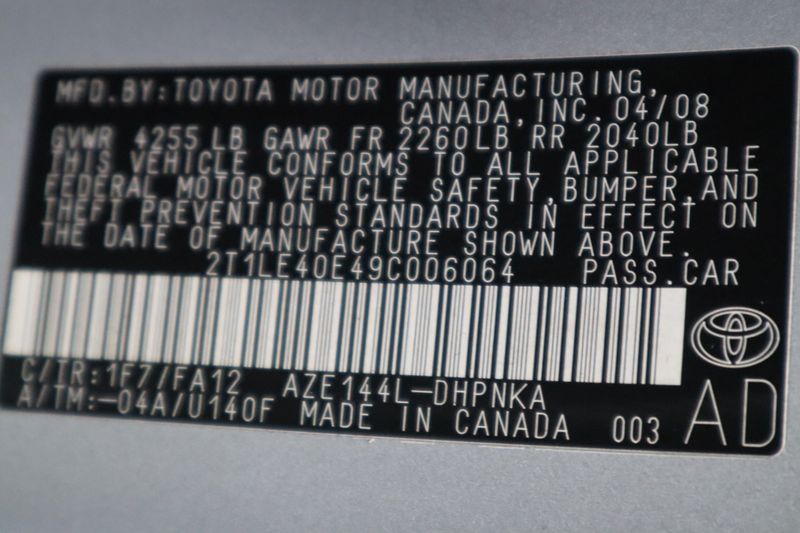 MFD.BY:TOYOTA MOTOR MANUFACTURING,
CANADA,INC. 04/08
GVWR 4255 LB GAWR FR 2260LB RR 2040LB
THIS VEHICLE CONFORMS TO ALL APPLICABLE
FEDERAL MOTOR VEHICLE SAFETY,BUMPER,AND
THEFT PREVENTION STANDARDS IN EFFECT ON
THE DATE OF MANUFACTURE SHOWN ABOVE.
2T1LE40E49C006064 PASS.CAR
C/TR:1F7/FA12 AZE144L-DHPNKA
A/TM:-04A/U140F MADE IN CANADA 003
AD